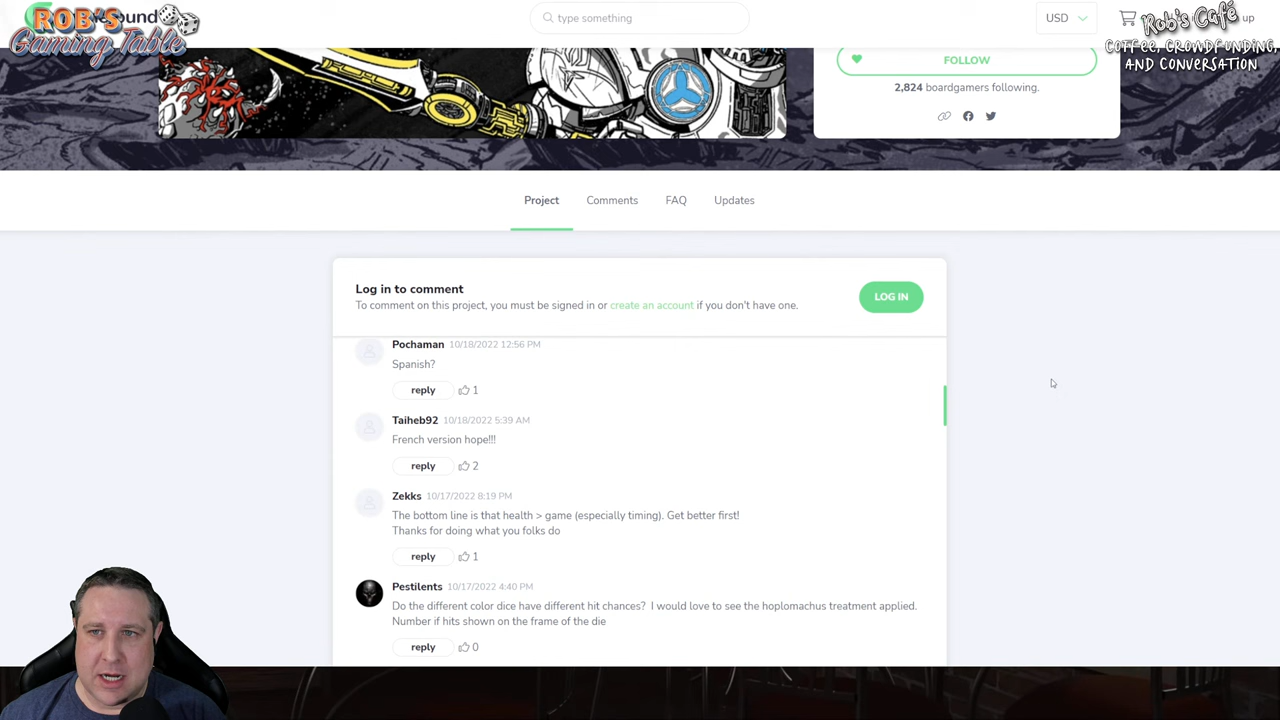 ROB'S
Gaming Table
ound
type something
USD
up
Rob's Café
COFFEE, CROWDFUNDING,
AND CONVERSATION
FOLLOW
2,824 boardgamers following.
Project Comments FAQ Updates
Log in to comment
To comment on this project, you must be signed in or create an account if you don't have one.
LOG IN
Pochaman 10/18/2022 12:56 PM
Spanish?
reply 1
Taiheb92 10/18/2022 5:39 AM
French version hope!!!
reply 2
Zekks 10/17/2022 8:19 PM
The bottom line is that health > game (especially timing). Get better first!
Thanks for doing what you folks do
reply 1
Pestilents 10/17/2022 4:40 PM
Do the different color dice have different hit chances? I would love to see the hoplomachus treatment applied.
Number if hits shown on the frame of the die
reply 0